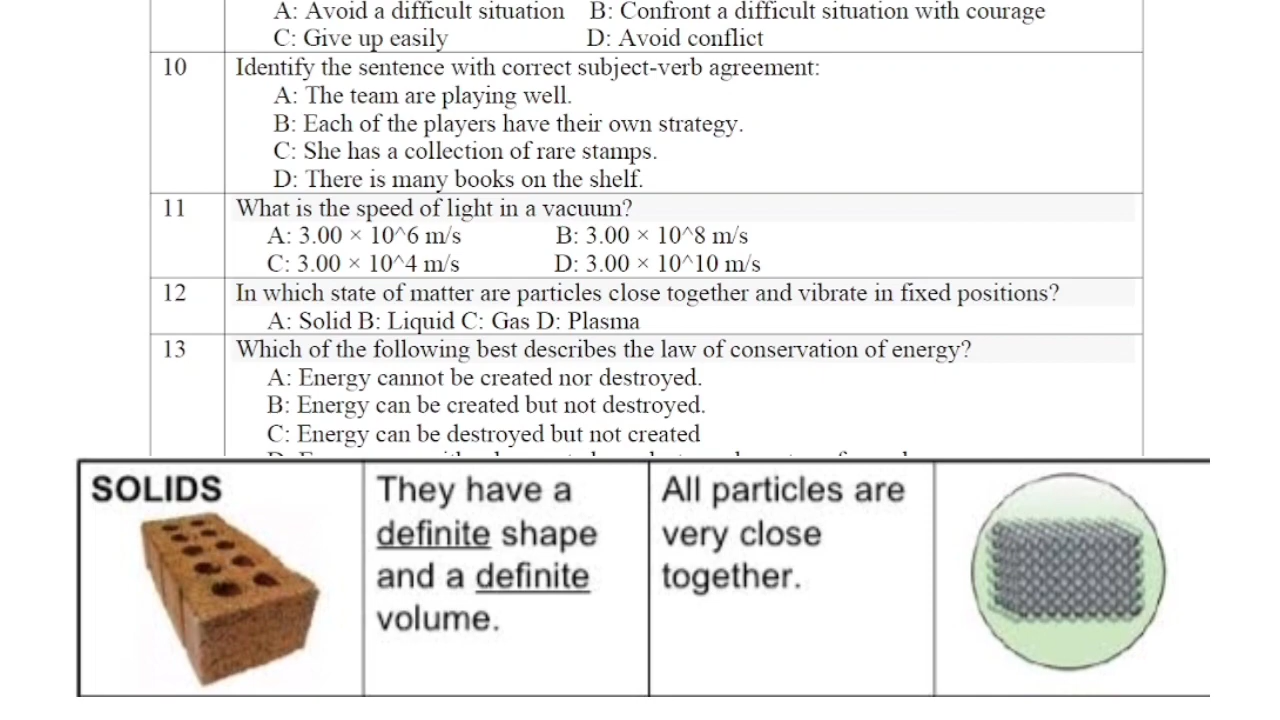 A: Avoid a difficult situation B: Confront a difficult situation with courage
C: Give up easily D: Avoid conflict
10 Identify the sentence with correct subject-verb agreement:
A: The team are playing well.
B: Each of the players have their own strategy.
C: She has a collection of rare stamps.
D: There is many books on the shelf.
11 What is the speed of light in a vacuum?
A: 3.00 × 10^6 m/s B: 3.00 × 10^8 m/s
C: 3.00 × 10^4 m/s D: 3.00 × 10^10 m/s
12 In which state of matter are particles close together and vibrate in fixed positions?
A: Solid B: Liquid C: Gas D: Plasma
13 Which of the following best describes the law of conservation of energy?
A: Energy cannot be created nor destroyed.
B: Energy can be created but not destroyed.
C: Energy can be destroyed but not created
SOLIDS
They have a
definite shape
and a definite
volume.
All particles are
very close
together.